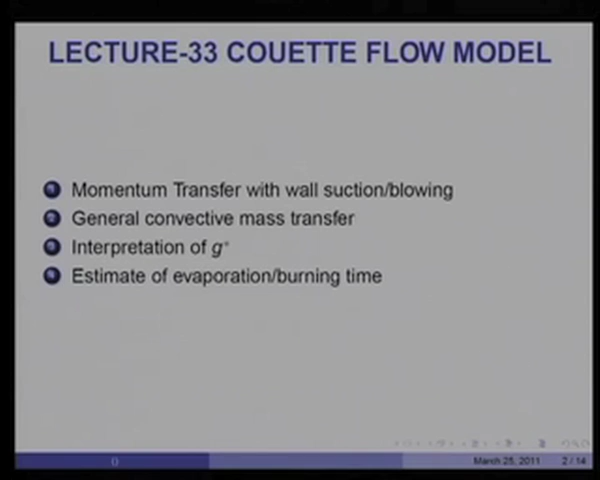 LECTURE-33 COUETTE FLOW MODEL
1 Momentum Transfer with wall suction/blowing
2 General convective mass transfer
3 Interpretation of g*
4 Estimate of evaporation/burning time
() March 25, 2011 2 / 14